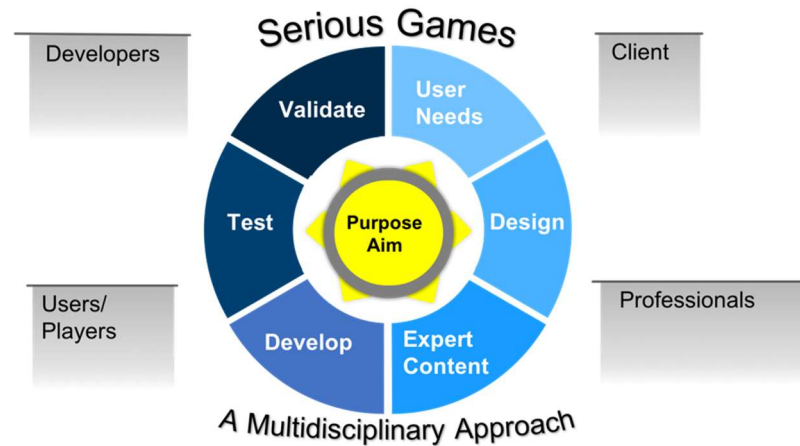 Serious Games
Developers
Client
Validate
User
Needs
Test
Purpose
Aim
Design
Users/
Players
Professionals
Develop
Expert
Content
A Multidisciplinary Approach